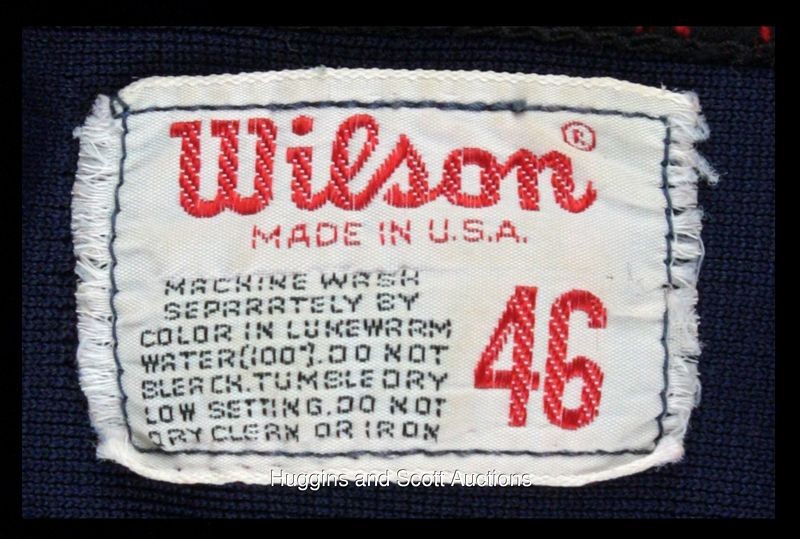 Wilson®
MADE IN U.S.A.
MACHINE WASH
SEPARATELY BY
COLOR IN LUKEWARM
WATER(100°).DO NOT
BLEACH.TUMBLE DRY
LOW SETTING.DO NOT
DRY CLEAN OR IRON
46
Huggins and Scott Auctions